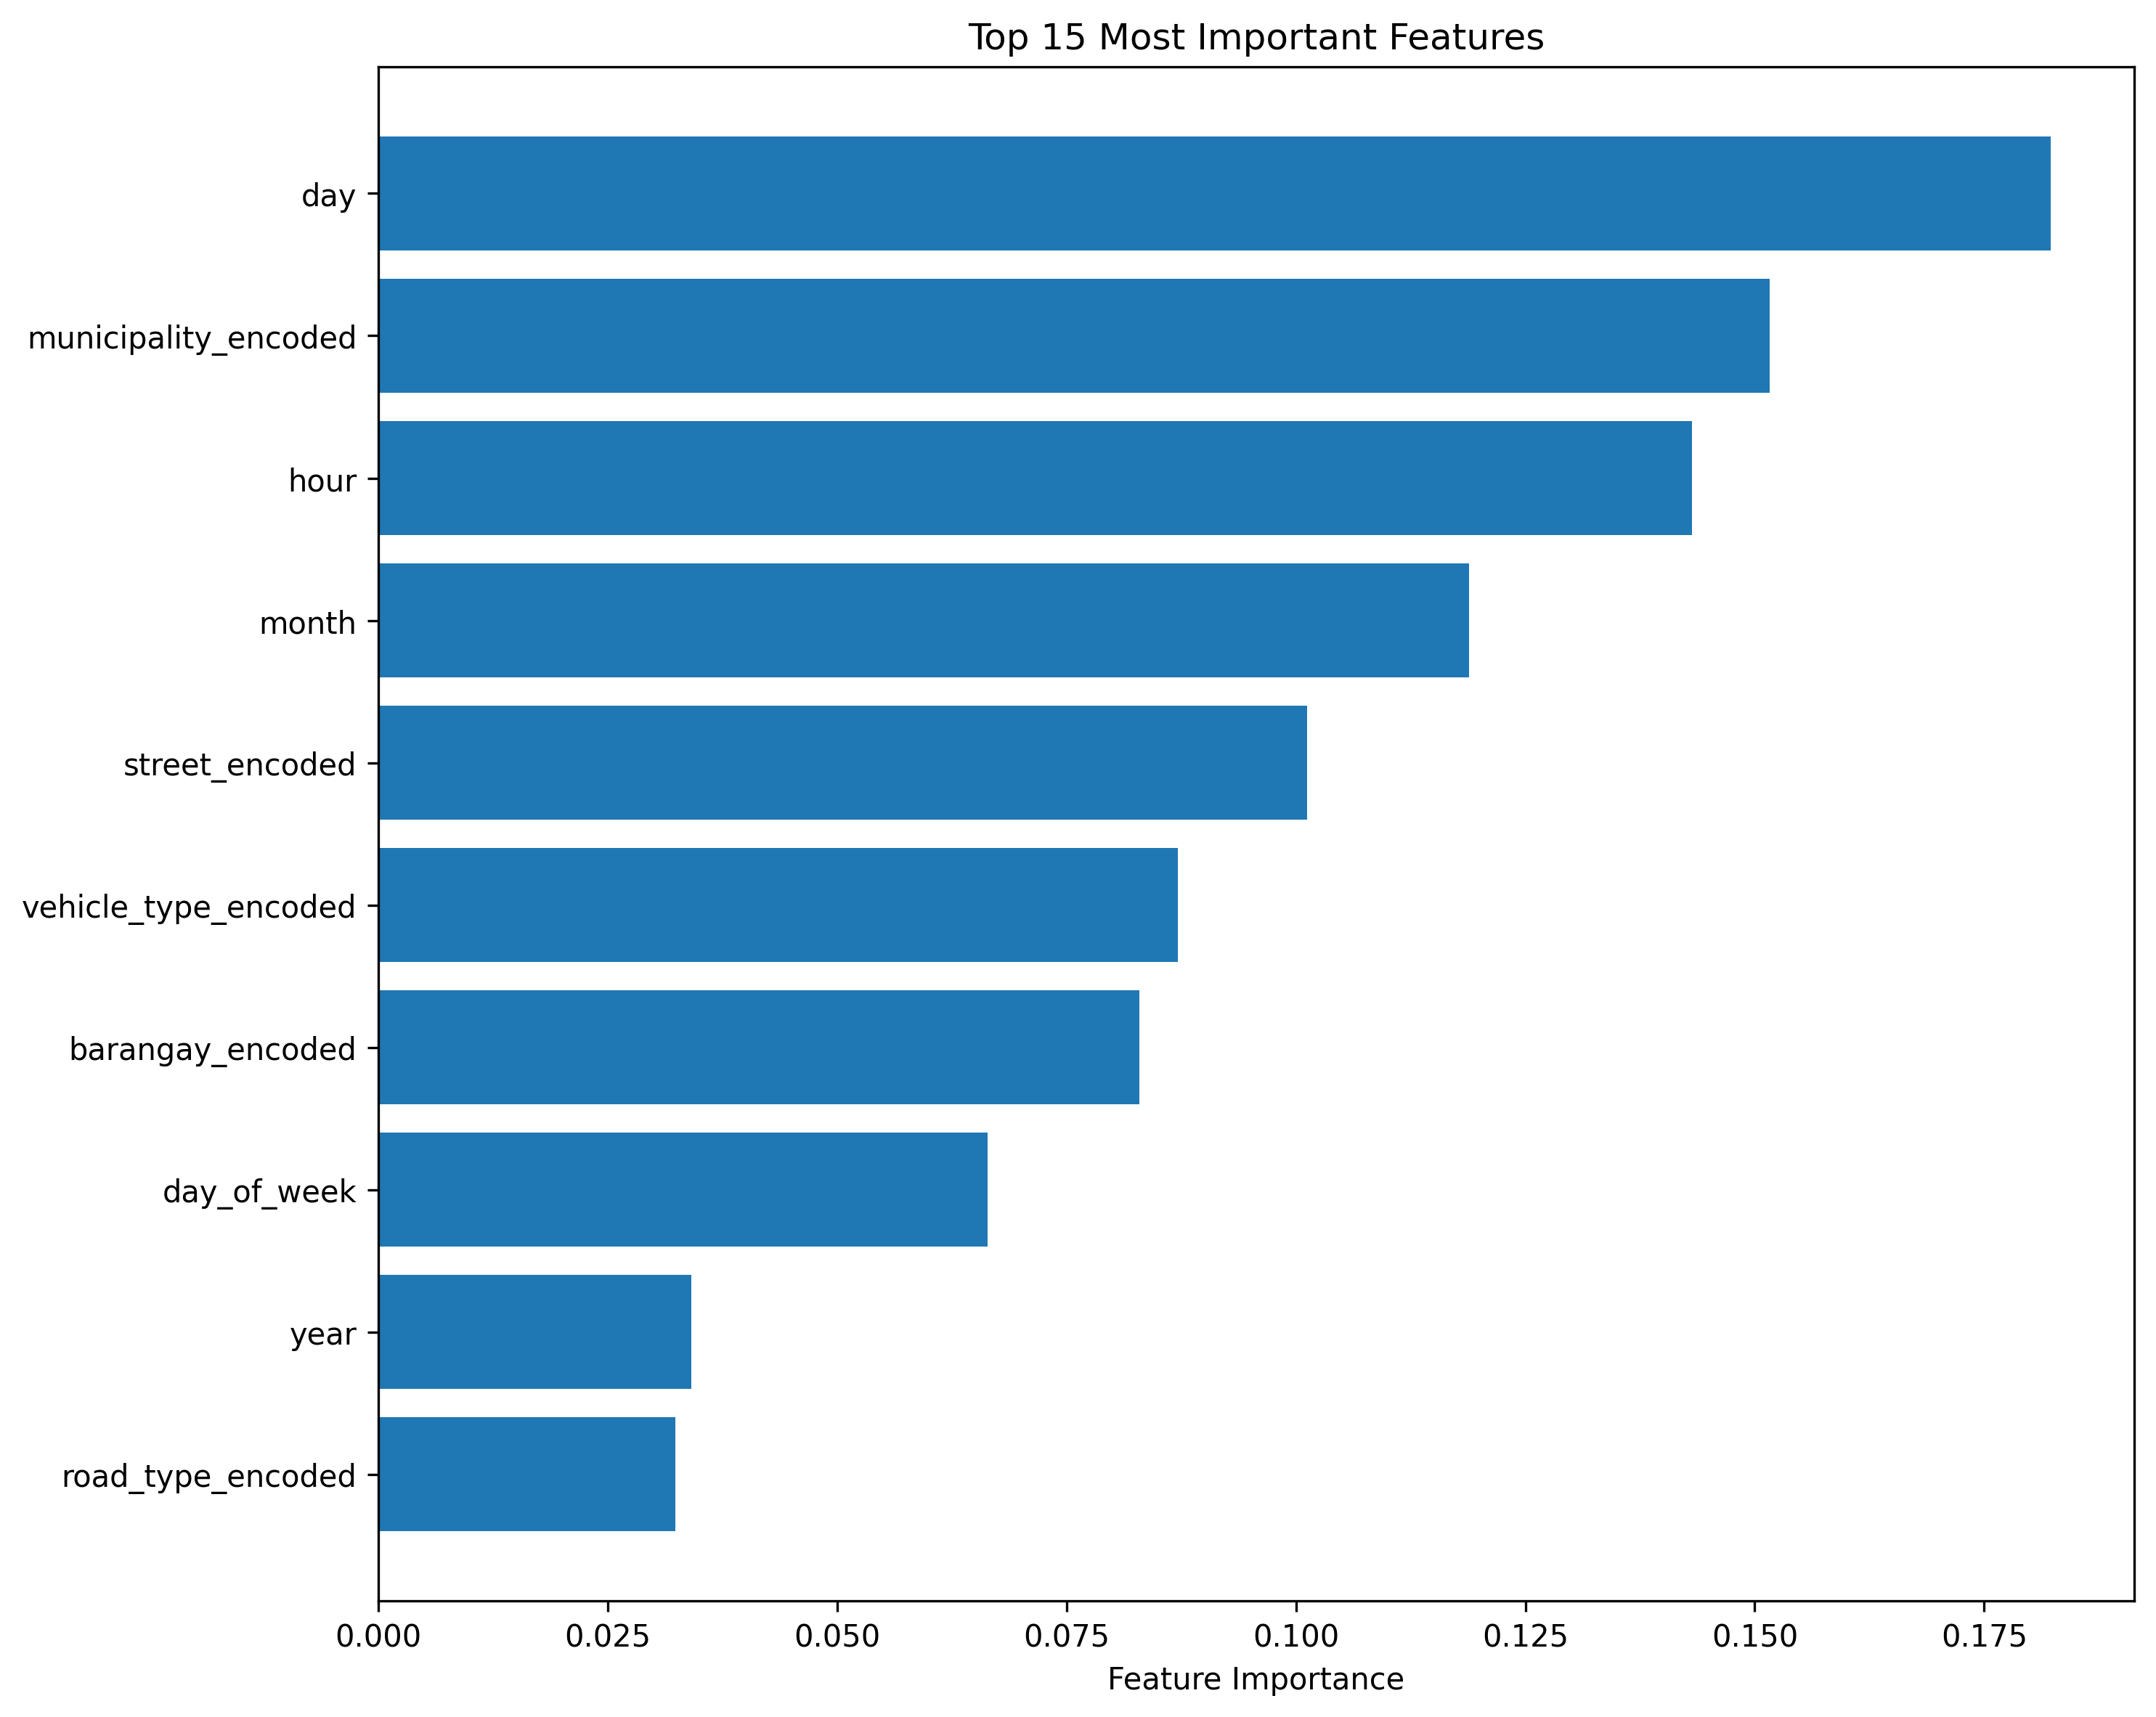 Top 15 Most Important Features
day
municipality_encoded
hour
month
street_encoded
vehicle_type_encoded
barangay_encoded
day_of_week
year
road_type_encoded
0.000 0.025 0.050 0.075 0.100 0.125 0.150 0.175
Feature Importance